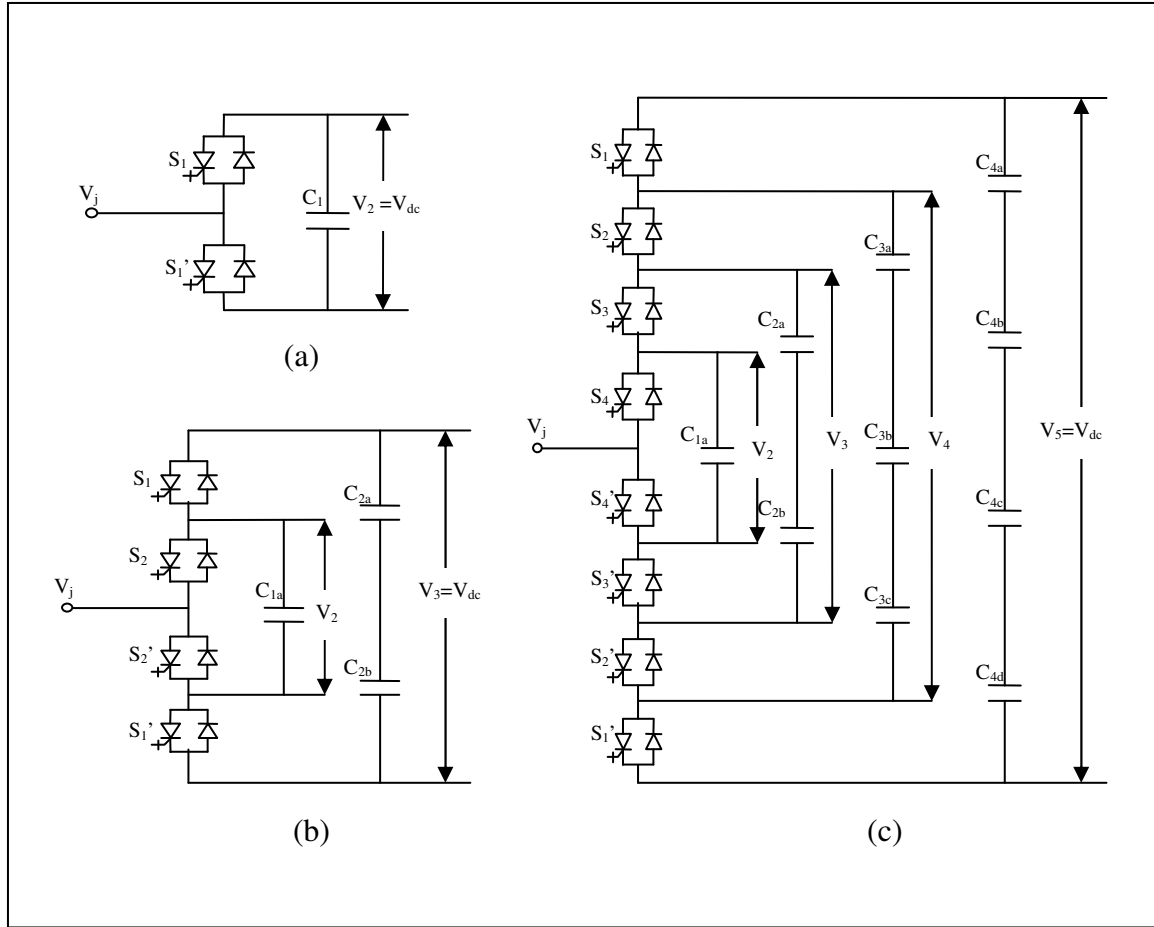 S1
Vj
C1
V2 =Vdc
S1’
(a)
S1
C2a
S2
Vj
C1a
V2
V3=Vdc
S2’
C2b
S1’
(b)
S1
C4a
S2
C3a
S3
C2a
C4b
S4
Vj
C1a
V2
V3
C3b
V4
V5=Vdc
S4’
C2b
C4c
S3’
C3c
S2’
C4d
S1’
(c)